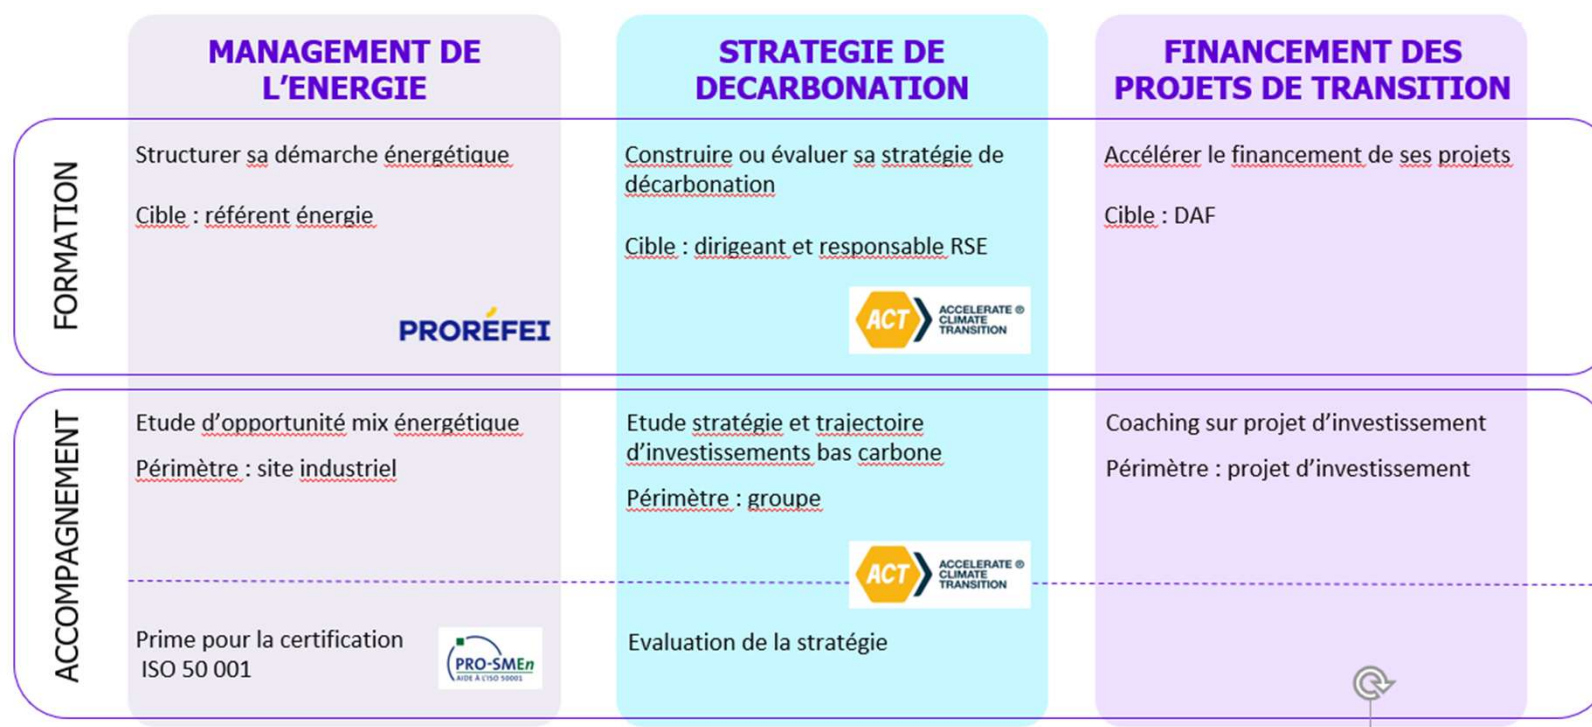 MANAGEMENT DE
L'ENERGIE
STRATEGIE DE
DECARBONATION
FINANCEMENT DES
PROJETS DE TRANSITION
FORMATION
Structurer sa démarche énergétique
Cible : référent énergie
PRORÉFEI
Construire ou évaluer sa stratégie de
décarbonation
Cible : dirigeant et responsable RSE
ACT
ACCELERATE ®
CLIMATE
TRANSITION
Accélérer le financement de ses projets
Cible : DAF
ACCOMPAGNEMENT
Etude d'opportunité mix énergétique
Périmètre : site industriel
Prime pour la certification
ISO 50 001
PRO-SMEn
AIDE À L'ISO 50001
Etude stratégie et trajectoire
d'investissements bas carbone
Périmètre : groupe
ACT
ACCELERATE ®
CLIMATE
TRANSITION
Evaluation de la stratégie
Coaching sur projet d'investissement
Périmètre : projet d'investissement